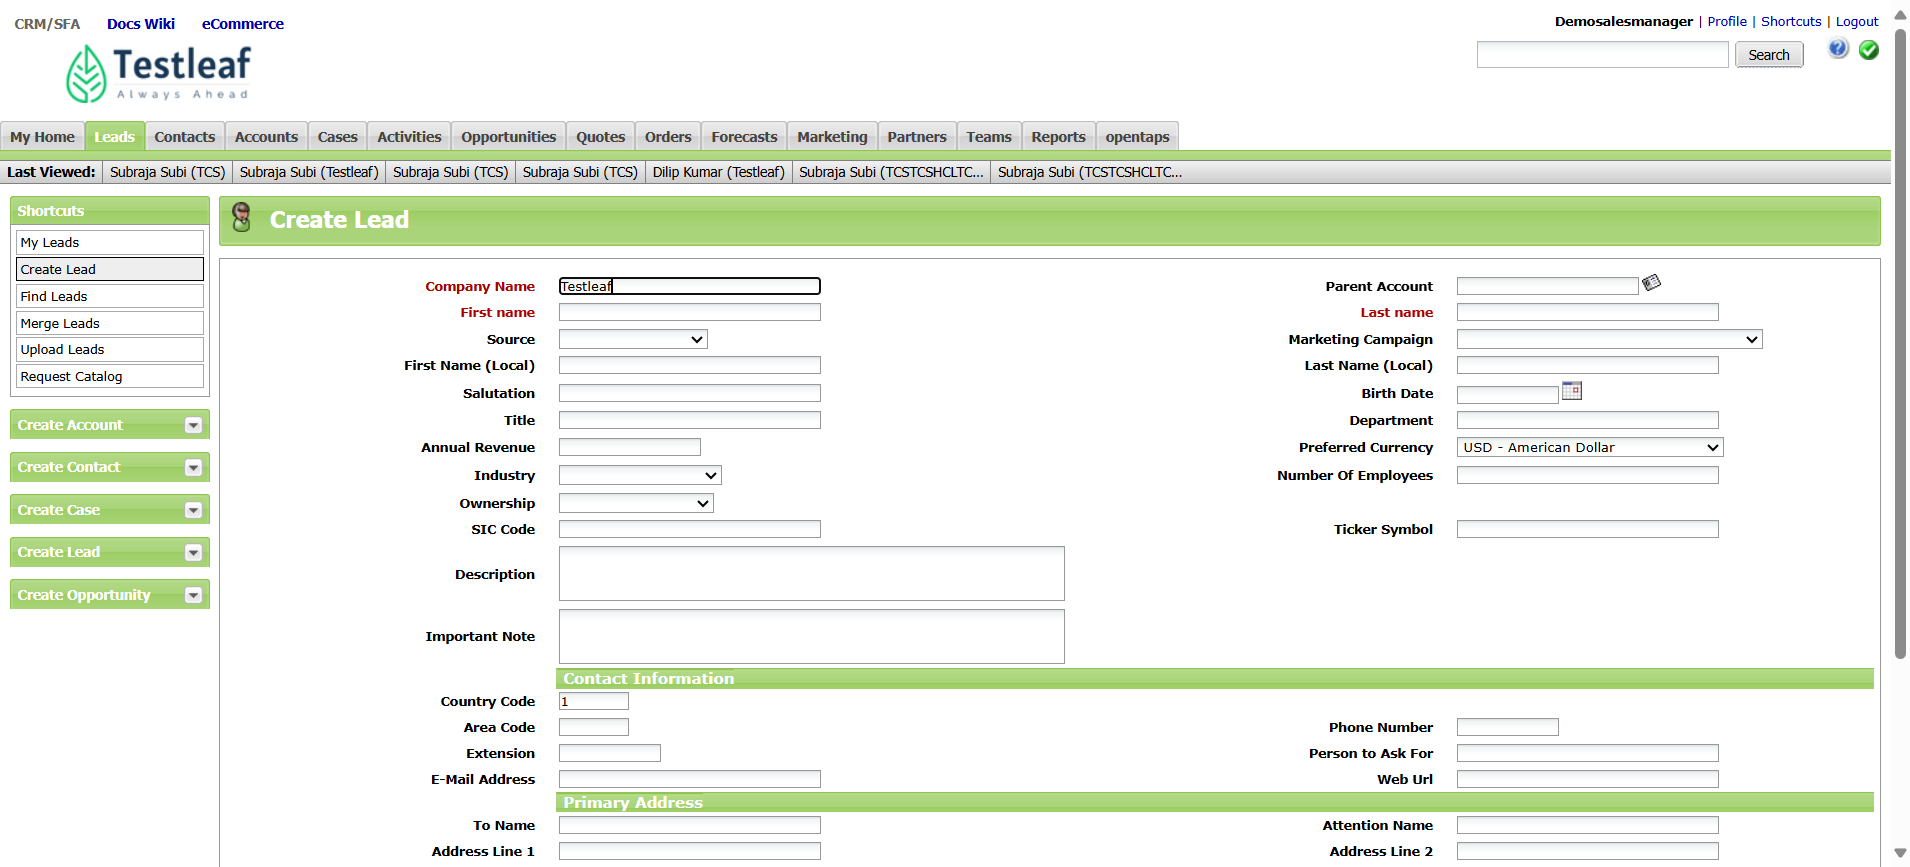 CRM/SFA Docs Wiki eCommerce
Demosalesmanager | Profile | Shortcuts | Logout
Testleaf
Always Ahead
Search
My Home Leads Contacts Accounts Cases Activities Opportunities Quotes Orders Forecasts Marketing Partners Teams Reports opentaps
Last Viewed: Subraja Subi (TCS) Subraja Subi (Testleaf) Subraja Subi (TCS) Subraja Subi (TCS) Dilip Kumar (Testleaf) Subraja Subi (TCSTCSHCLTC... Subraja Subi (TCSTCSHCLTC...
Shortcuts
My Leads
Create Lead
Find Leads
Merge Leads
Upload Leads
Request Catalog
Create Account
Create Contact
Create Case
Create Lead
Create Opportunity
Create Lead
Company Name Testleaf Parent Account
First name Last name
Source Marketing Campaign
First Name (Local) Last Name (Local)
Salutation Birth Date
Title Department
Annual Revenue Preferred Currency USD - American Dollar
Industry Number Of Employees
Ownership
SIC Code Ticker Symbol
Description
Important Note
Contact Information
Country Code 1
Area Code Phone Number
Extension Person to Ask For
E-Mail Address Web Url
Primary Address
To Name Attention Name
Address Line 1 Address Line 2